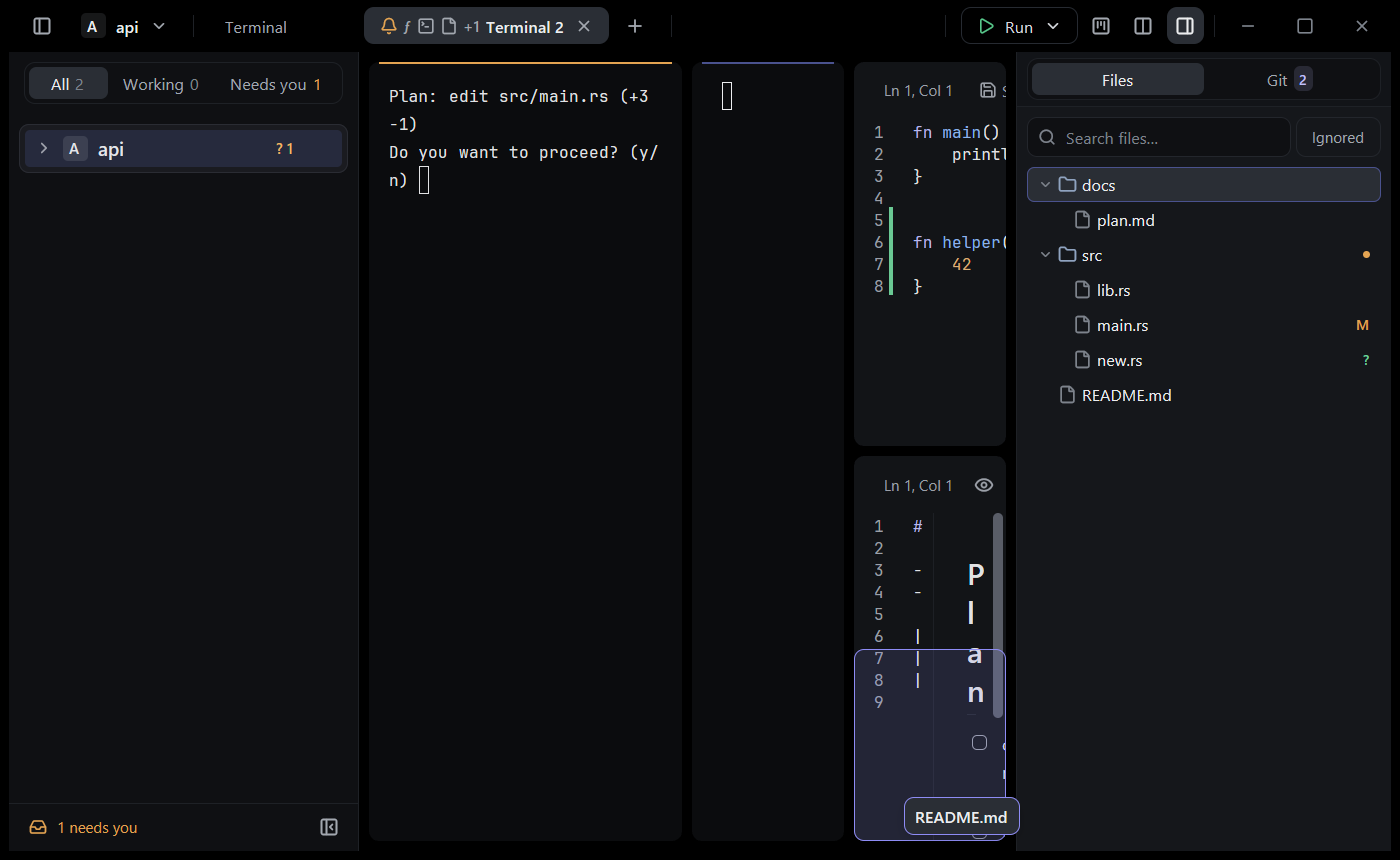 A api
Terminal
ƒ +1 Terminal 2
Run
All 2
Working 0
Needs you 1
A api ? 1
1 needs you
Plan: edit src/main.rs (+3
-1)
Do you want to proceed? (y/
n)
Ln 1, Col 1
1 fn main()
2 printl
3 }
4
5
6 fn helper(
7 42
8 }
Ln 1, Col 1
1 #
2
3 -
4 -
5
6 |
7 |
8 |
9
P
l
a
n
README.md
Files
Git 2
Search files...
Ignored
docs
plan.md
src
lib.rs
main.rs M
new.rs ?
README.md